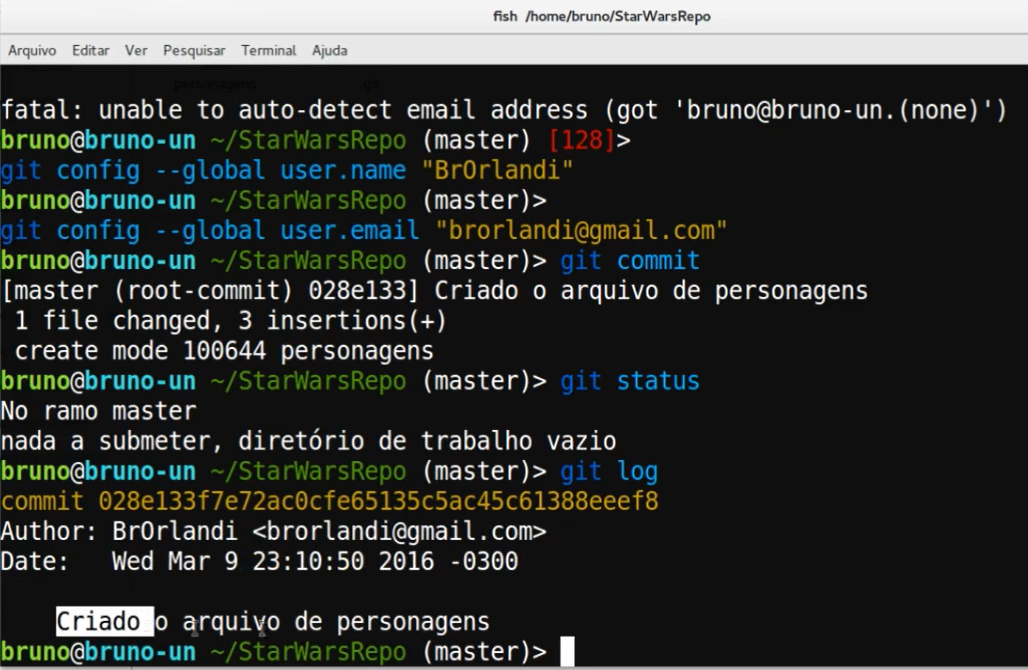 fish /home/bruno/StarWarsRepo
Arquivo Editar Ver Pesquisar Terminal Ajuda
personagens .git
fatal: unable to auto-detect email address (got 'bruno@bruno-un.(none)')
bruno@bruno-un ~/StarWarsRepo (master) [128]>
git config --global user.name "BrOrlandi"
bruno@bruno-un ~/StarWarsRepo (master)>
git config --global user.email "brorlandi@gmail.com"
bruno@bruno-un ~/StarWarsRepo (master)> git commit
[master (root-commit) 028e133] Criado o arquivo de personagens
 1 file changed, 3 insertions(+)
 create mode 100644 personagens
bruno@bruno-un ~/StarWarsRepo (master)> git status
No ramo master
nada a submeter, diretório de trabalho vazio
bruno@bruno-un ~/StarWarsRepo (master)> git log
commit 028e133f7e72ac0cfe65135c5ac45c61388eeef8
Author: BrOrlandi <brorlandi@gmail.com>
Date:   Wed Mar 9 23:10:50 2016 -0300
    Criado o arquivo de personagens
bruno@bruno-un ~/StarWarsRepo (master)>